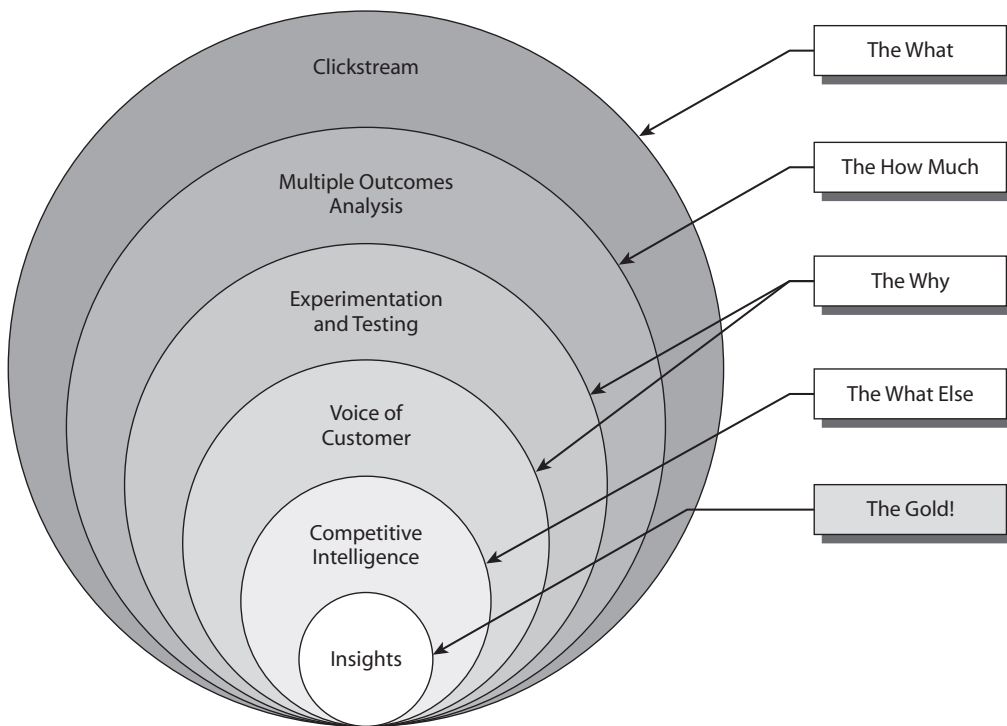 Clickstream
Multiple Outcomes
Analysis
Experimentation
and Testing
Voice of
Customer
Competitive
Intelligence
Insights
The What
The How Much
The Why
The What Else
The Gold!